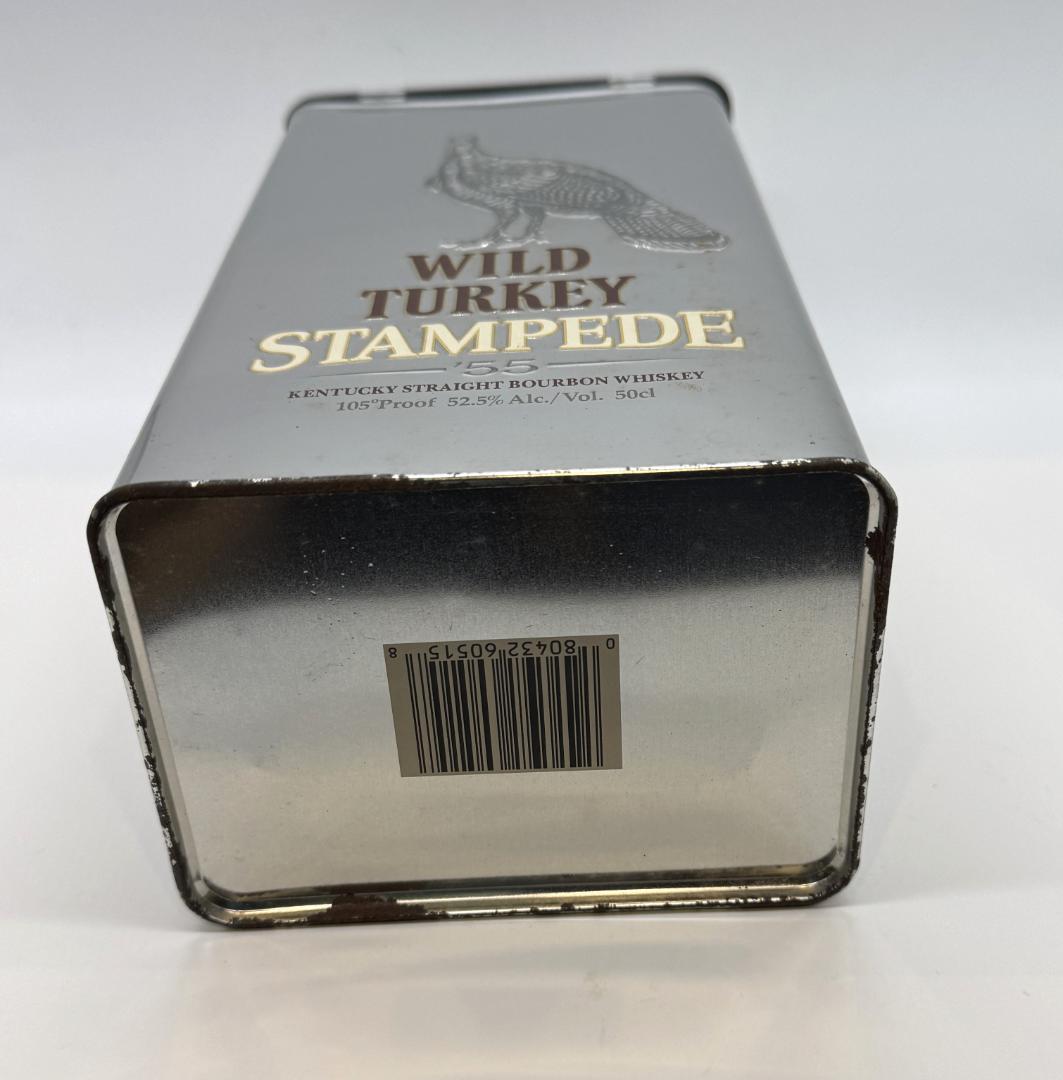 WILD
TURKEY
STAMPEDE
'55
KENTUCKY STRAIGHT BOURBON WHISKEY
105°Proof 52.5% Alc./Vol. 50cl
0 80432 60515 8